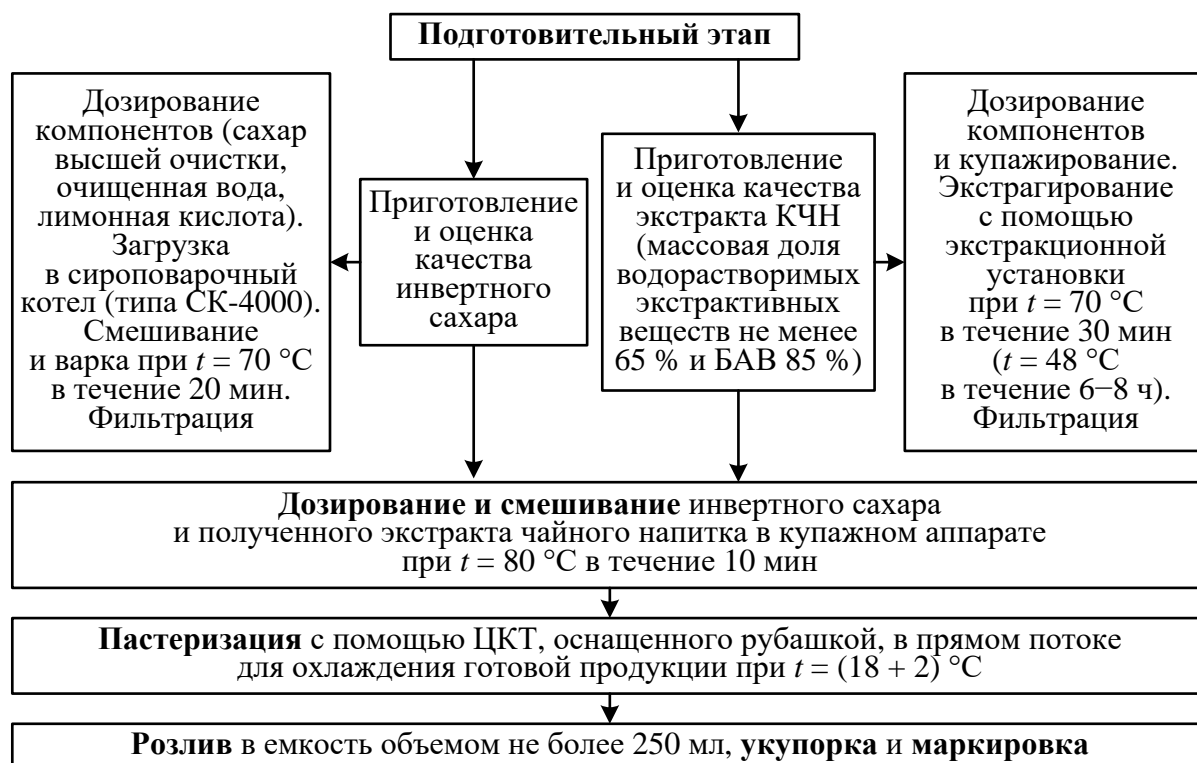 Подготовительный этап
Дозирование
компонентов (сахар
высшей очистки,
очищенная вода,
лимонная кислота).
Загрузка
в сироповарочный
котел (типа СК-4000).
Смешивание
и варка при t = 70 °С
в течение 20 мин.
Фильтрация
Приготовление
и оценка
качества
инвертного
сахара
Приготовление
и оценка качества
экстракта КЧН
(массовая доля
водорастворимых
экстрактивных
веществ не менее
65 % и БАВ 85 %)
Дозирование
компонентов
и купажирование.
Экстрагирование
с помощью
экстракционной
установки
при t = 70 °С
в течение 30 мин
(t = 48 °С
в течение 6−8 ч).
Фильтрация
Дозирование и смешивание инвертного сахара
и полученного экстракта чайного напитка в купажном аппарате
при t = 80 °С в течение 10 мин
Пастеризация с помощью ЦКТ, оснащенного рубашкой, в прямом потоке
для охлаждения готовой продукции при t = (18 + 2) °С
Розлив в емкость объемом не более 250 мл, укупорка и маркировка